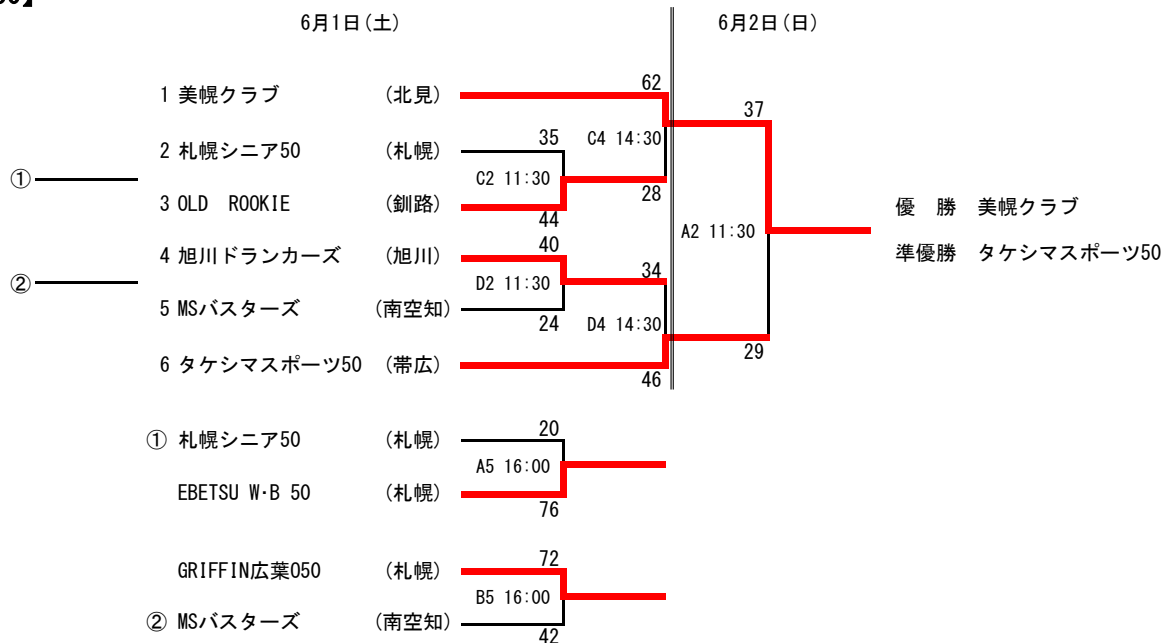 0】
6月1日(土) 6月2日(日)
62
1 美幌クラブ (北見)
37
35 C4 14:30
2 札幌シニア50 (札幌)
① C2 11:30
28
3 OLD ROOKIE (釧路)
44
優 勝 美幌クラブ
A2 11:30
40
4 旭川ドランカーズ (旭川)
準優勝 タケシマスポーツ50
34
② D2 11:30
5 MSバスターズ (南空知)
24 D4 14:30
29
6 タケシマスポーツ50 (帯広)
46
20
① 札幌シニア50 (札幌)
A5 16:00
EBETSU W・B 50 (札幌)
76
72
GRIFFIN広葉O50 (札幌)
B5 16:00
② MSバスターズ (南空知)
42